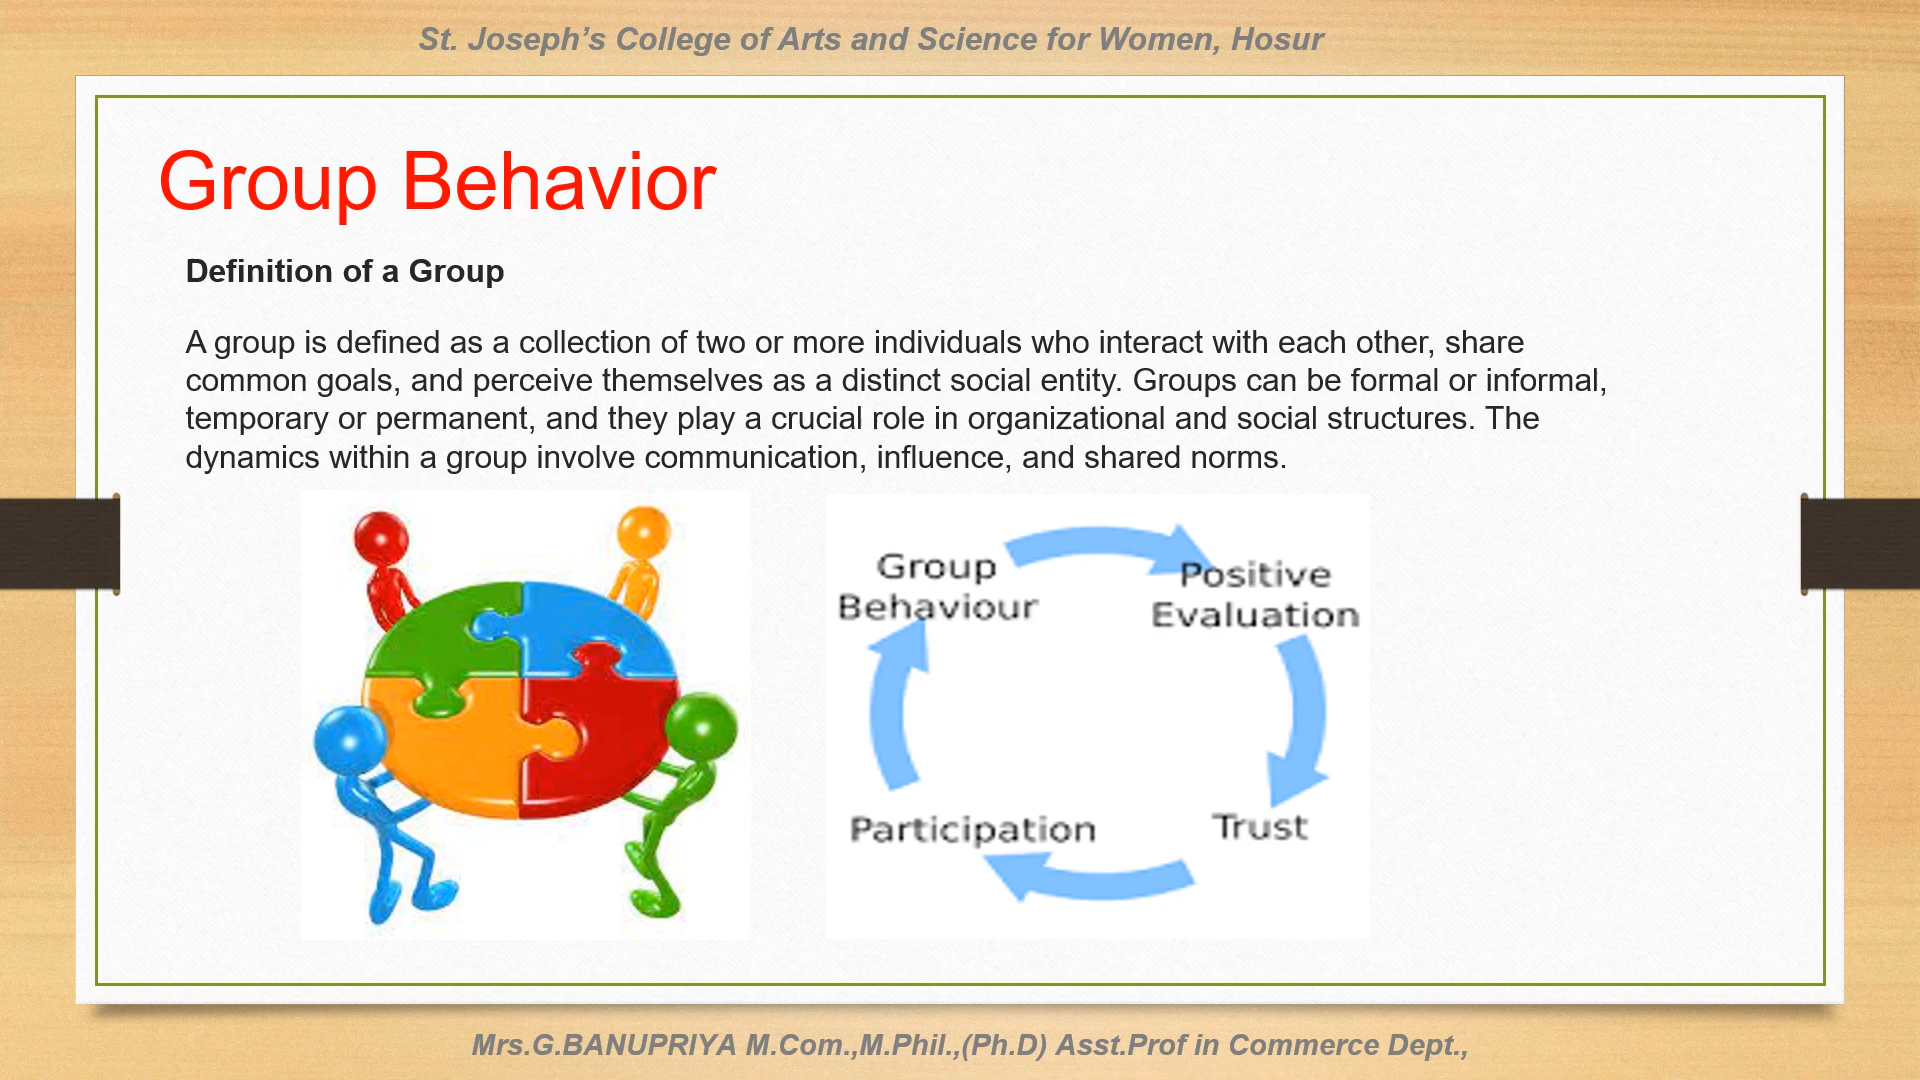 St. Joseph’s College of Arts and Science for Women, Hosur
Group Behavior
Definition of a Group
A group is defined as a collection of two or more individuals who interact with each other, share
common goals, and perceive themselves as a distinct social entity. Groups can be formal or informal,
temporary or permanent, and they play a crucial role in organizational and social structures. The
dynamics within a group involve communication, influence, and shared norms.
Group
Behaviour
Positive
Evaluation
Trust
Participation
Mrs.G.BANUPRIYA M.Com.,M.Phil.,(Ph.D) Asst.Prof in Commerce Dept.,